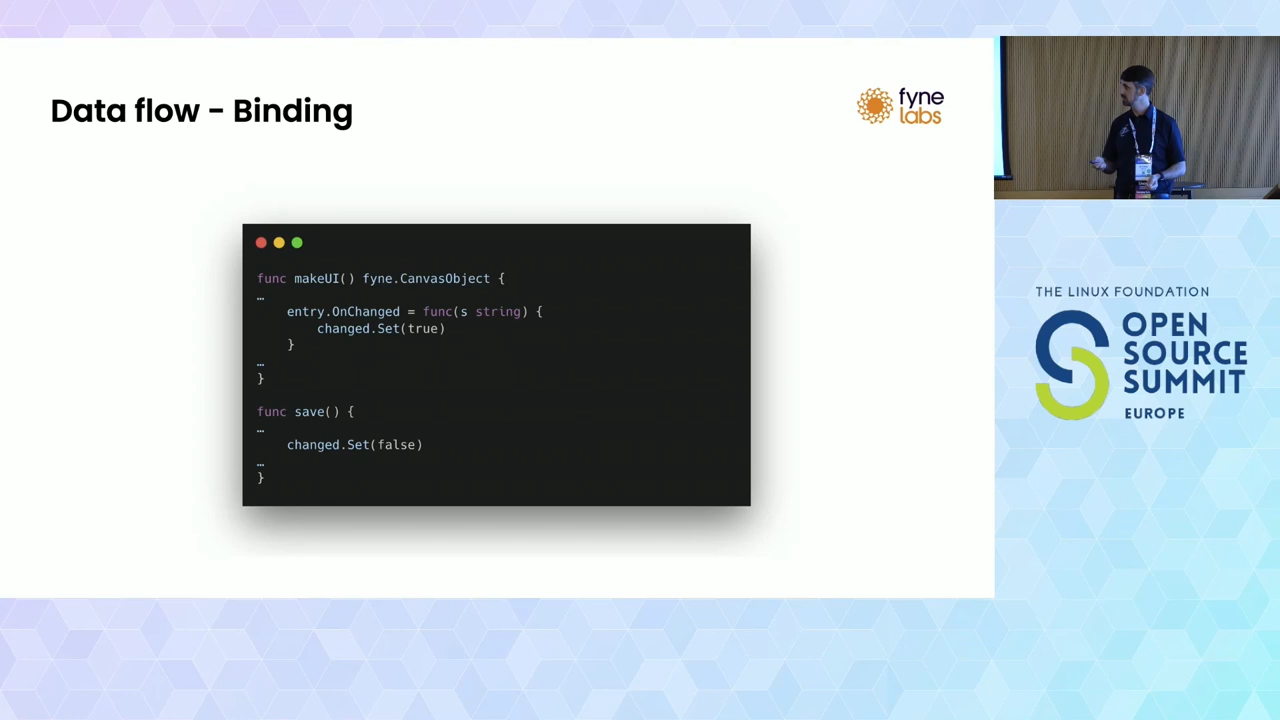 Data flow - Binding
fyne
labs
func makeUI() fyne.CanvasObject {
…
    entry.OnChanged = func(s string) {
        changed.Set(true)
    }
…
}
func save() {
…
    changed.Set(false)
…
}
THE LINUX FOUNDATION
OPEN
SOURCE
SUMMIT
EUROPE